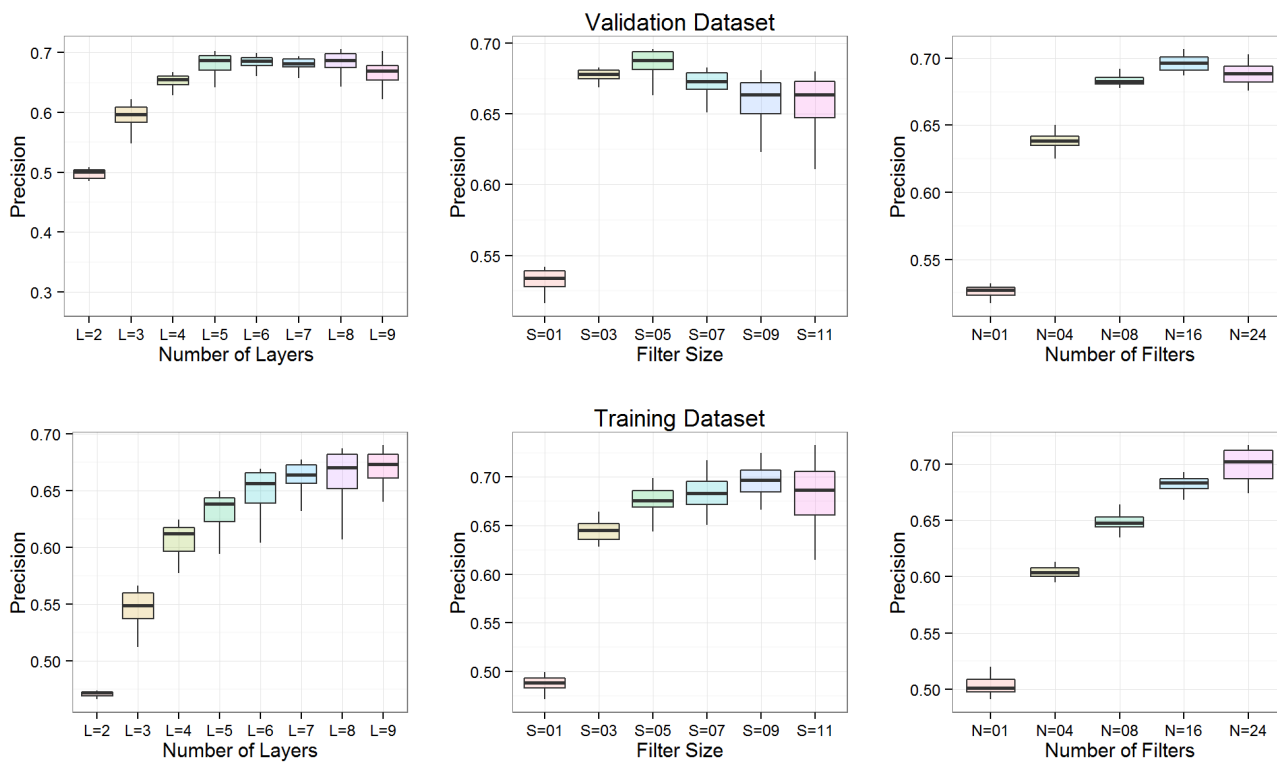 Validation Dataset
Precision
0.7
0.6
0.5
0.4
0.3
L=2 L=3 L=4 L=5 L=6 L=7 L=8 L=9
Number of Layers
Precision
0.70
0.65
0.60
0.55
S=01 S=03 S=05 S=07 S=09 S=11
Filter Size
Precision
0.70
0.65
0.60
0.55
N=01 N=04 N=08 N=16 N=24
Number of Filters
Training Dataset
Precision
0.70
0.65
0.60
0.55
0.50
L=2 L=3 L=4 L=5 L=6 L=7 L=8 L=9
Number of Layers
Precision
0.70
0.65
0.60
0.55
0.50
S=01 S=03 S=05 S=07 S=09 S=11
Filter Size
Precision
0.70
0.65
0.60
0.55
0.50
N=01 N=04 N=08 N=16 N=24
Number of Filters